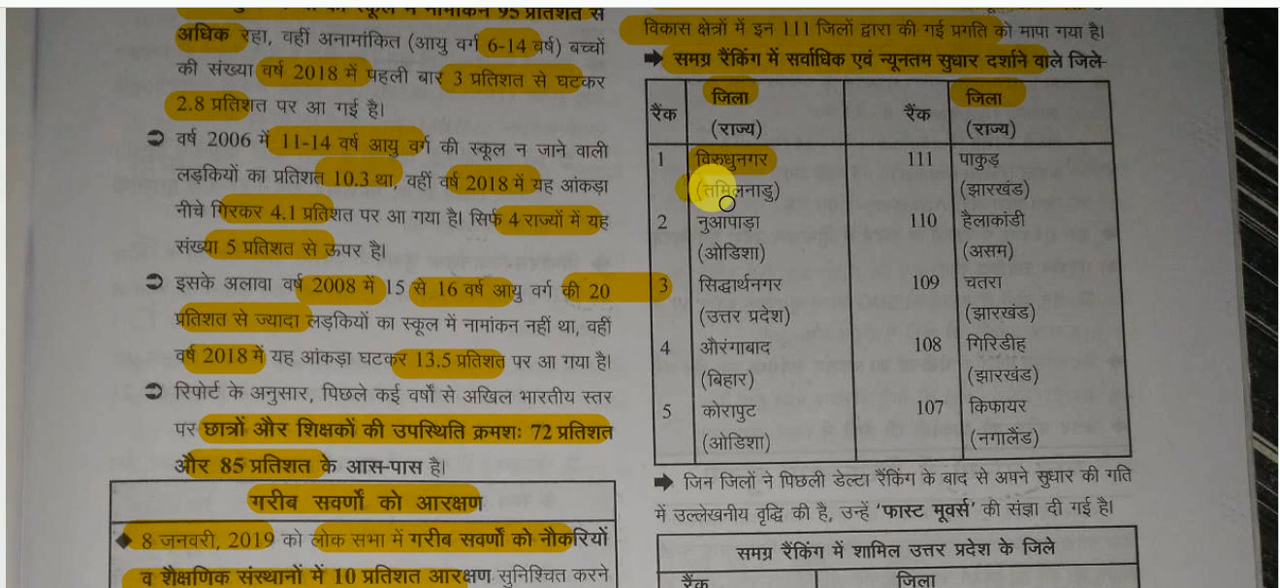 नामांकन 95 प्रतिशत से
अधिक रहा, वहीं अनामांकित (आयु वर्ग 6-14 वर्ष) बच्चों
की संख्या वर्ष 2018 में पहली बार 3 प्रतिशत से घटकर
2.8 प्रतिशत पर आ गई है।
➲ वर्ष 2006 में 11-14 वर्ष आयु वर्ग की स्कूल न जाने वाली
लड़कियों का प्रतिशत 10.3 था, वहीं वर्ष 2018 में यह आंकड़ा
नीचे गिरकर 4.1 प्रतिशत पर आ गया है। सिर्फ 4 राज्यों में यह
संख्या 5 प्रतिशत से ऊपर है।
➲ इसके अलावा वर्ष 2008 में 15 से 16 वर्ष आयु वर्ग की 20
प्रतिशत से ज्यादा लड़कियों का स्कूल में नामांकन नहीं था, वहीं
वर्ष 2018 में यह आंकड़ा घटकर 13.5 प्रतिशत पर आ गया है।
➲ रिपोर्ट के अनुसार, पिछले कई वर्षों से अखिल भारतीय स्तर
पर छात्रों और शिक्षकों की उपस्थिति क्रमशः 72 प्रतिशत
और 85 प्रतिशत के आस-पास है।
गरीब सवर्णों को आरक्षण
◆ 8 जनवरी, 2019 को लोक सभा में गरीब सवर्णों को नौकरियों
व शैक्षणिक संस्थानों में 10 प्रतिशत आरक्षण सुनिश्चित करने
विकास क्षेत्रों में इन 111 जिलों द्वारा की गई प्रगति को मापा गया है।
➡ समग्र रैंकिंग में सर्वाधिक एवं न्यूनतम सुधार दर्शाने वाले जिले-
रैंक जिला (राज्य) रैंक जिला (राज्य)
1 विरुधुनगर 111 पाकुड़
(तमिलनाडु) (झारखंड)
2 नुआपाड़ा 110 हैलाकांडी
(ओडिशा) (असम)
3 सिद्धार्थनगर 109 चतरा
(उत्तर प्रदेश) (झारखंड)
4 औरंगाबाद 108 गिरिडीह
(बिहार) (झारखंड)
5 कोरापुट 107 किफायर
(ओडिशा) (नगालैंड)
➡ जिन जिलों ने पिछली डेल्टा रैंकिंग के बाद से अपने सुधार की गति
में उल्लेखनीय वृद्धि की है, उन्हें 'फास्ट मूवर्स' की संज्ञा दी गई है।
समग्र रैंकिंग में शामिल उत्तर प्रदेश के जिले
रैंक जिला